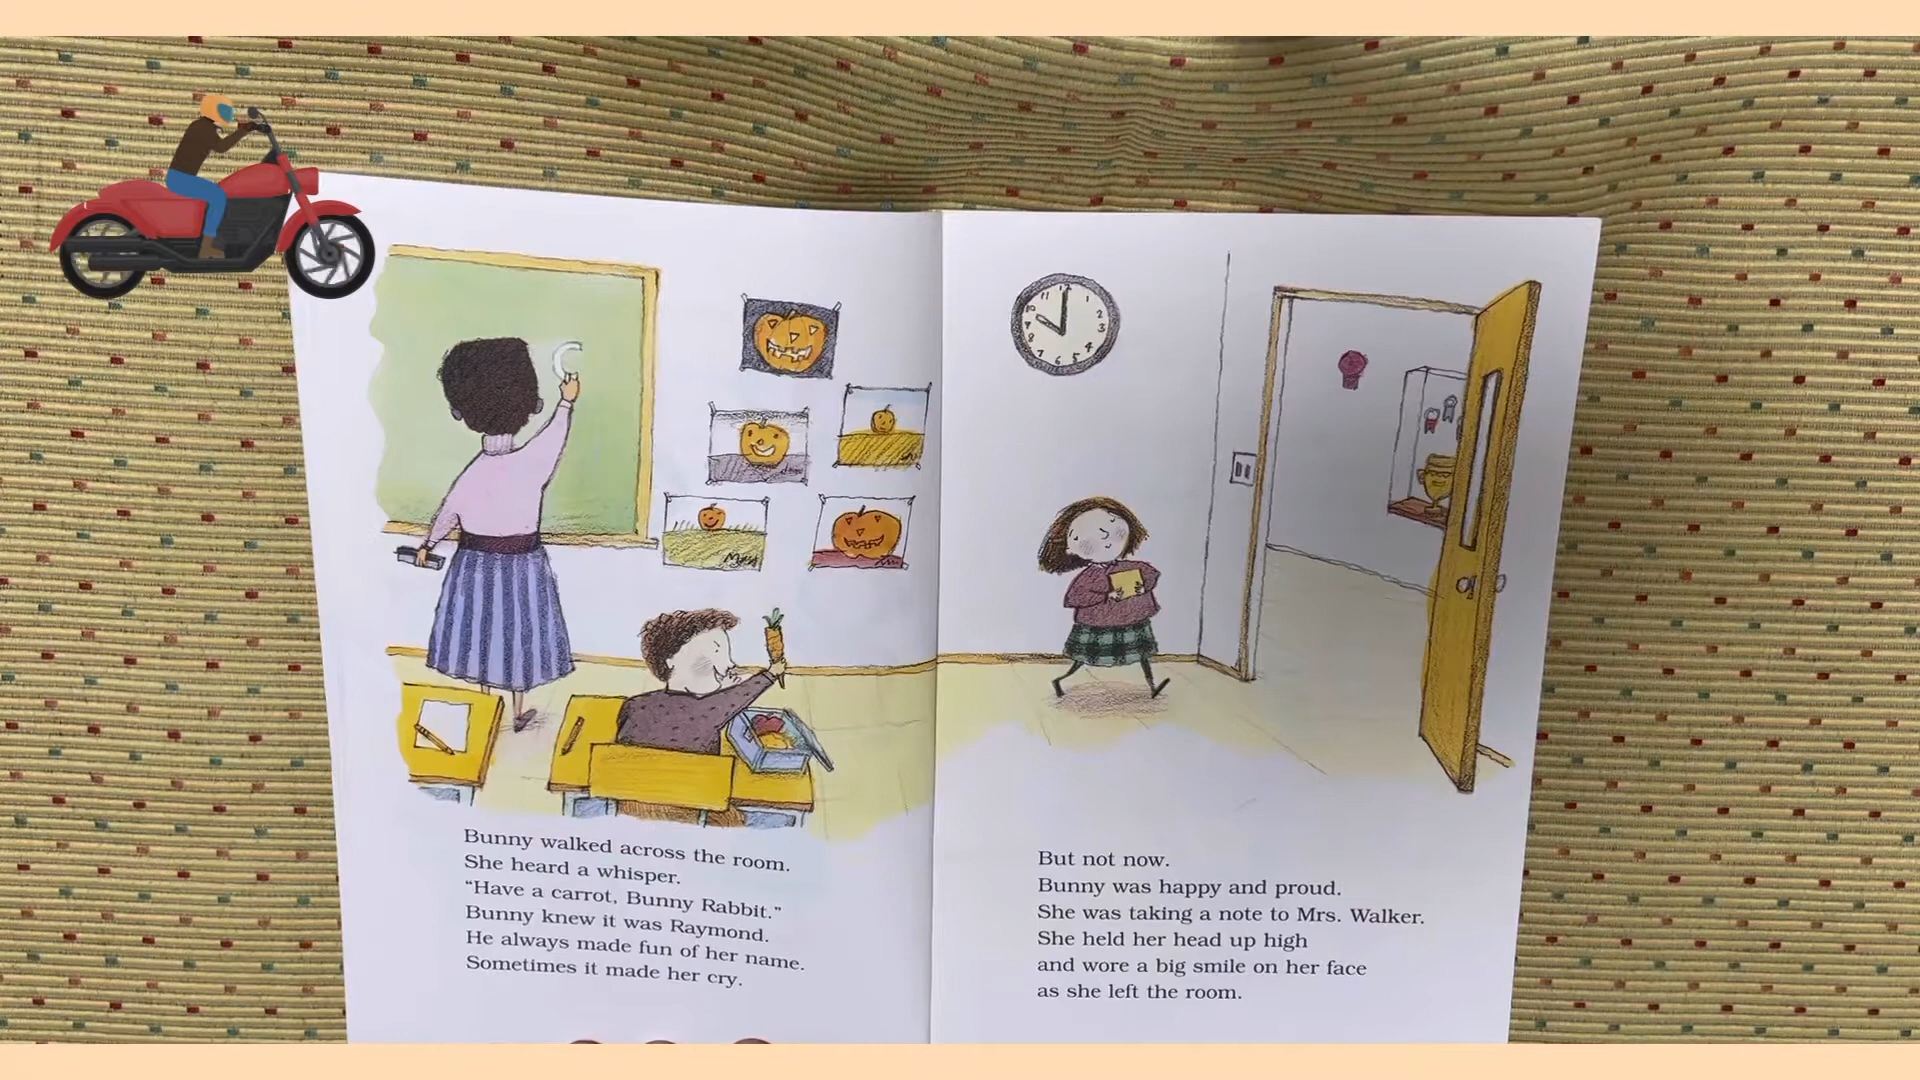 Bunny walked across the room.
She heard a whisper.
“Have a carrot, Bunny Rabbit.”
Bunny knew it was Raymond.
He always made fun of her name.
Sometimes it made her cry.
But not now.
Bunny was happy and proud.
She was taking a note to Mrs. Walker.
She held her head up high
and wore a big smile on her face
as she left the room.